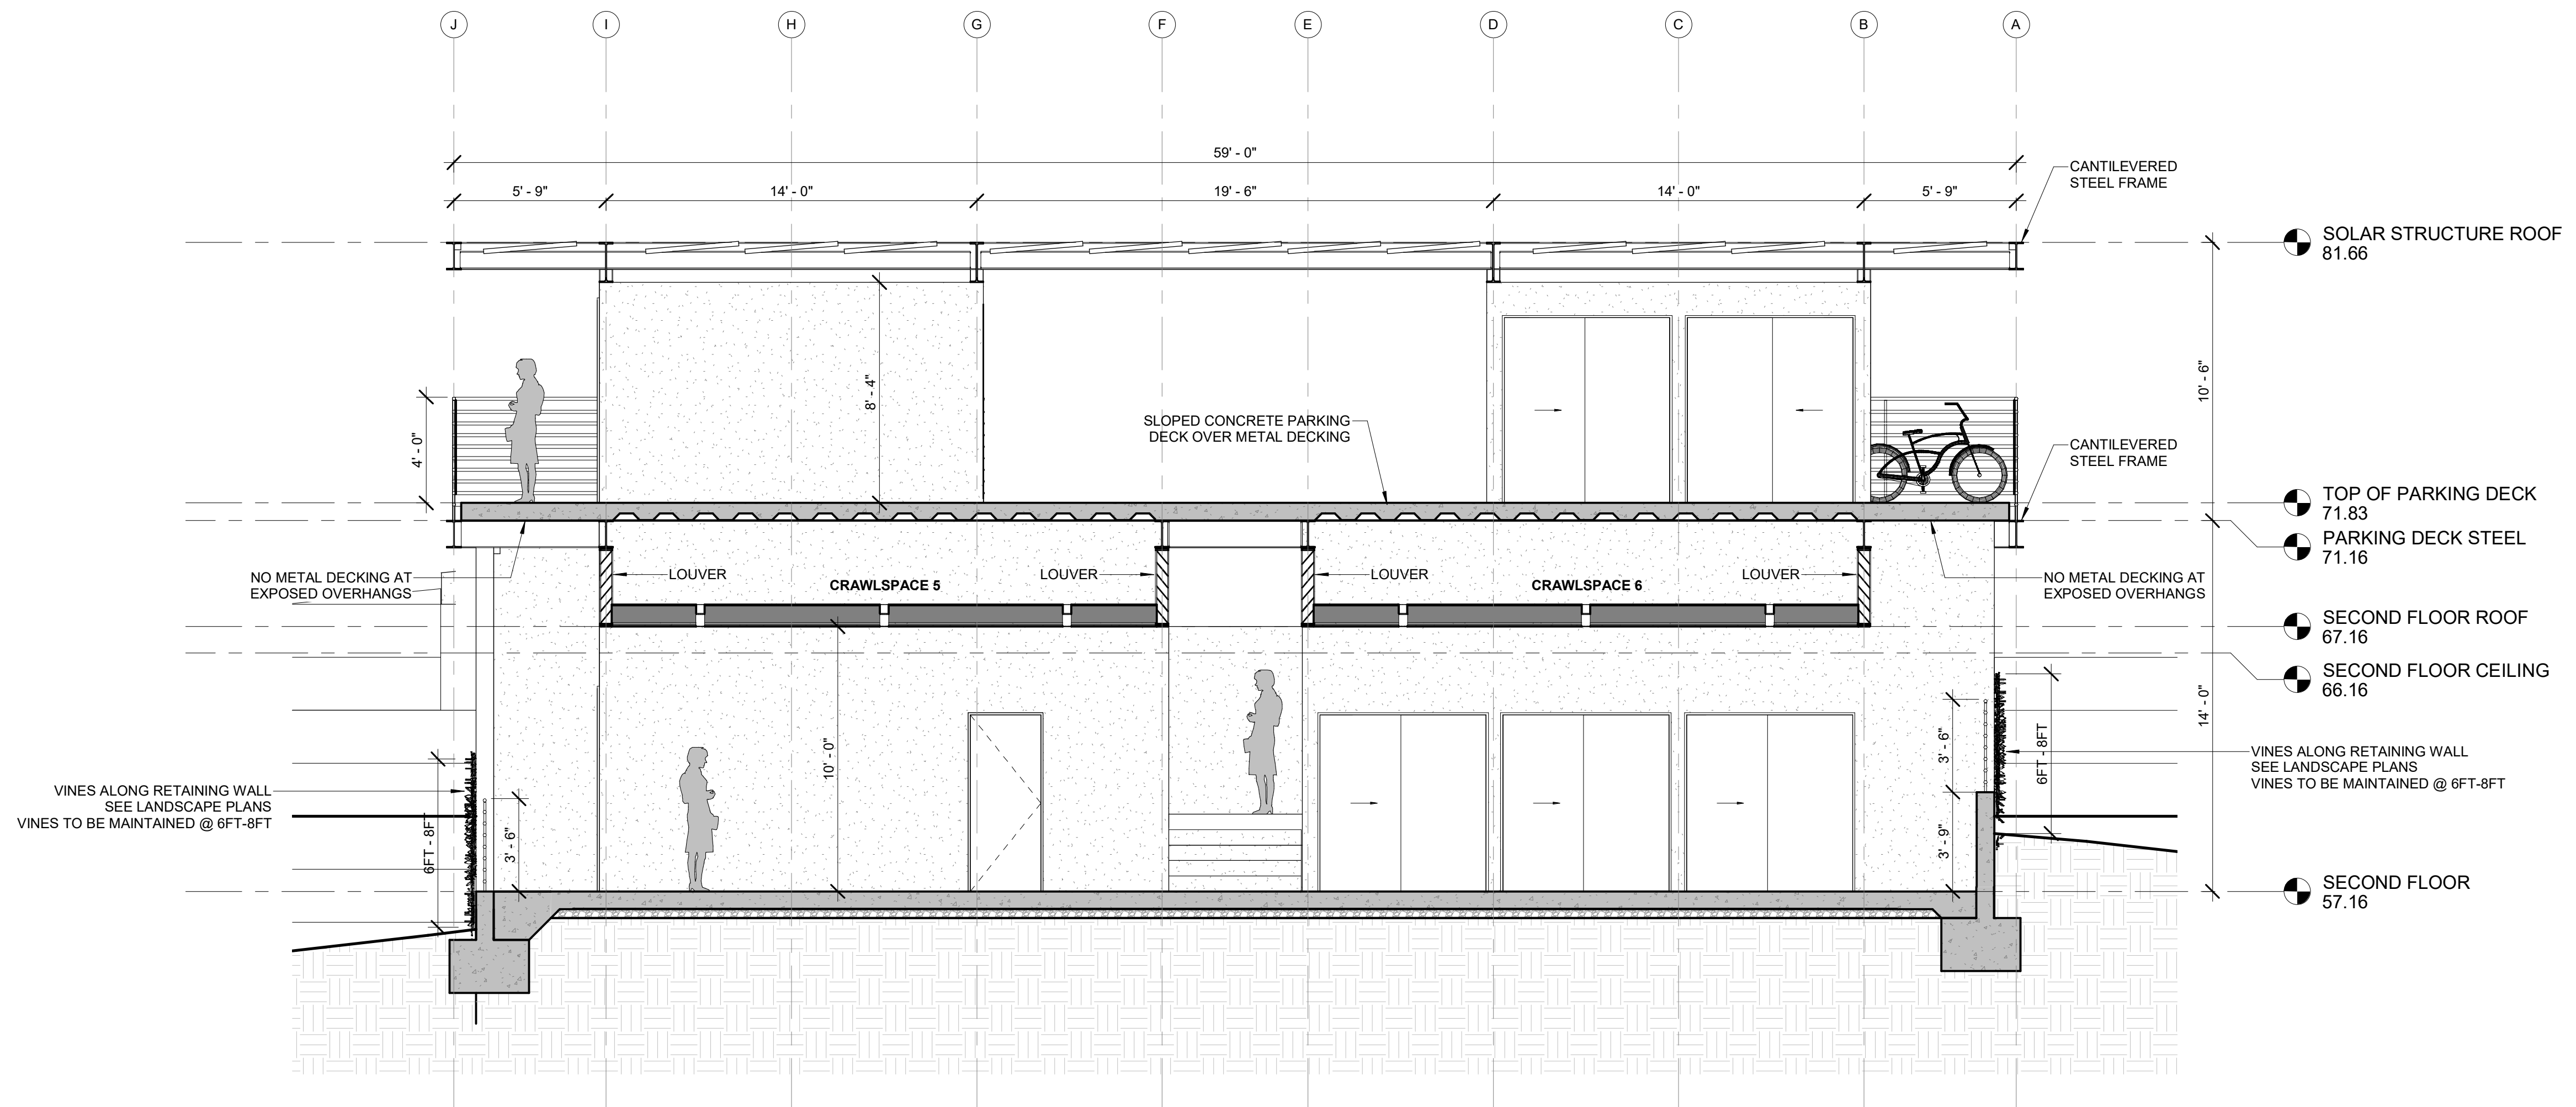 J
I
H
G
F
E
D
C
B
A
59' - 0"
5' - 9"
14' - 0"
19' - 6"
14' - 0"
5' - 9"
CANTILEVERED
STEEL FRAME
SOLAR STRUCTURE ROOF
81.66
8' - 4"
4' - 0"
10' - 6"
SLOPED CONCRETE PARKING
DECK OVER METAL DECKING
CANTILEVERED
STEEL FRAME
TOP OF PARKING DECK
71.83
PARKING DECK STEEL
71.16
NO METAL DECKING AT
EXPOSED OVERHANGS
LOUVER
CRAWLSPACE 5
LOUVER
LOUVER
CRAWLSPACE 6
LOUVER
NO METAL DECKING AT
EXPOSED OVERHANGS
SECOND FLOOR ROOF
67.16
SECOND FLOOR CEILING
66.16
14' - 0"
10' - 0"
3' - 6"
6FT - 8FT
VINES ALONG RETAINING WALL
SEE LANDSCAPE PLANS
VINES TO BE MAINTAINED @ 6FT-8FT
VINES ALONG RETAINING WALL
SEE LANDSCAPE PLANS
VINES TO BE MAINTAINED @ 6FT-8FT
6FT - 8FT
3' - 6"
3' - 9"
SECOND FLOOR
57.16